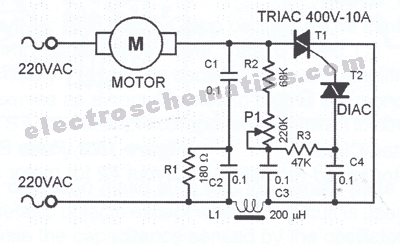 TRIAC 400V-10A
T1
M
220VAC
MOTOR
C1
0.1
R2
68K
T2
DIAC
electroschematics.com
P1
220K
R3
47K
R1
180 Ω
C2
0.1
0.1
C3
C4
0.1
220VAC
L1
200 µH